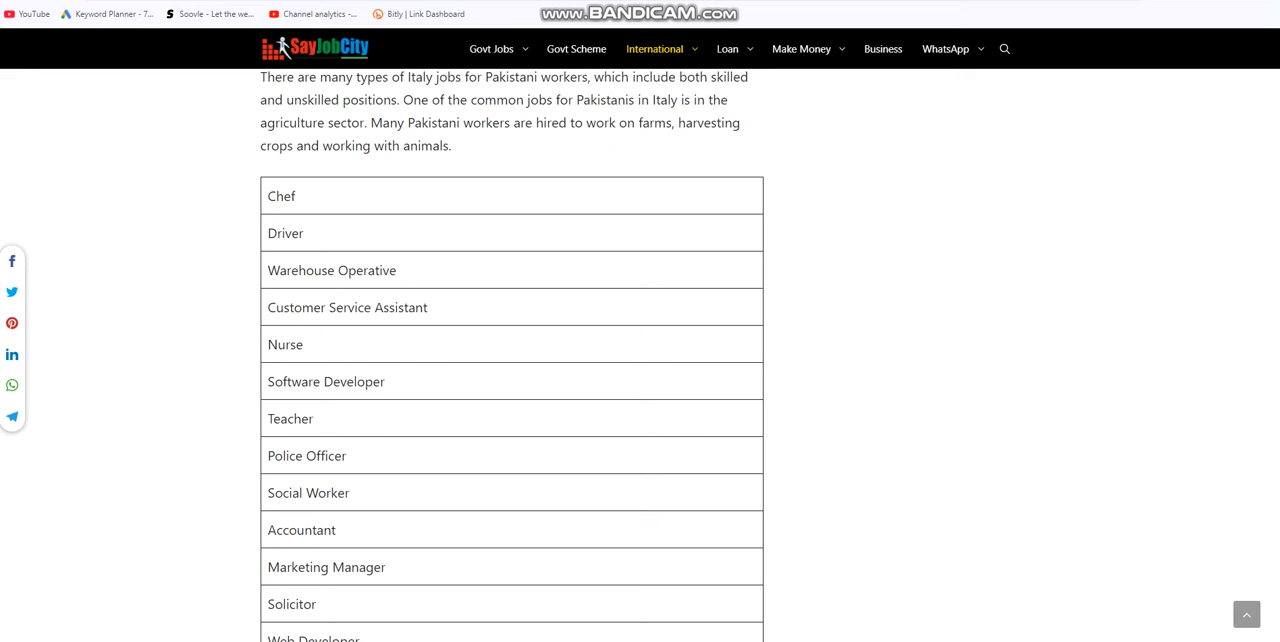 YouTube
Keyword Planner - 7...
Soovle - Let the we...
Channel analytics -...
Bitly | Link Dashboard
www.BANDICAM.com
SayJobCity
Govt Jobs
Govt Scheme
International
Loan
Make Money
Business
WhatsApp
There are many types of Italy jobs for Pakistani workers, which include both skilled
and unskilled positions. One of the common jobs for Pakistanis in Italy is in the
agriculture sector. Many Pakistani workers are hired to work on farms, harvesting
crops and working with animals.
Chef
Driver
Warehouse Operative
Customer Service Assistant
Nurse
Software Developer
Teacher
Police Officer
Social Worker
Accountant
Marketing Manager
Solicitor
Web Developer